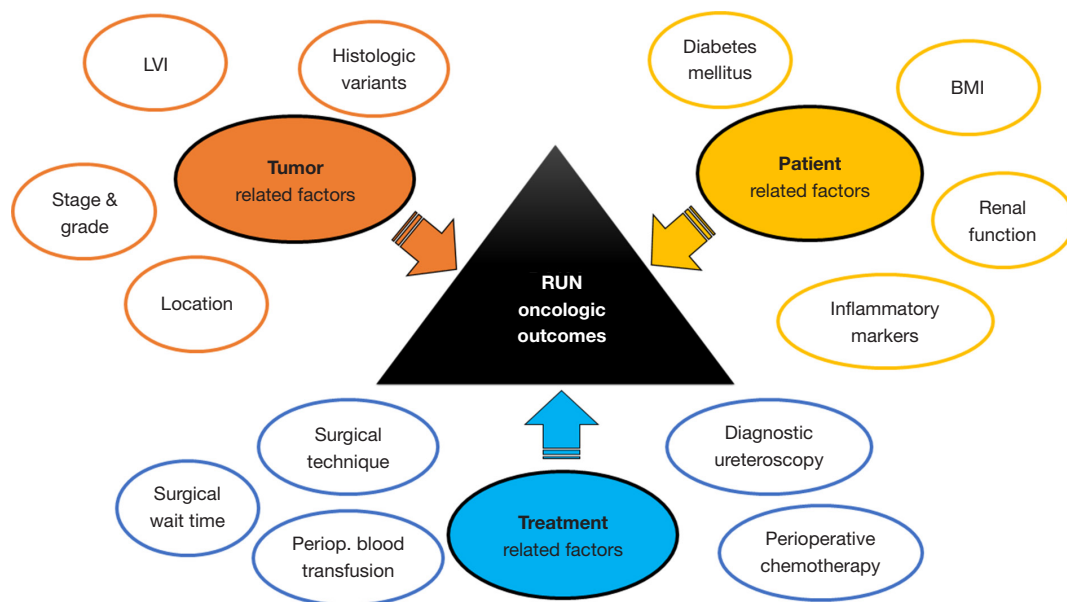 LVI
Histologic
variants
Tumor
related factors
Stage &
grade
Location
Diabetes
mellitus
BMI
Patient
related factors
Renal
function
Inflammatory
markers
RUN
oncologic
outcomes
Surgical
technique
Surgical
wait time
Periop. blood
transfusion
Treatment
related factors
Diagnostic
ureteroscopy
Perioperative
chemotherapy